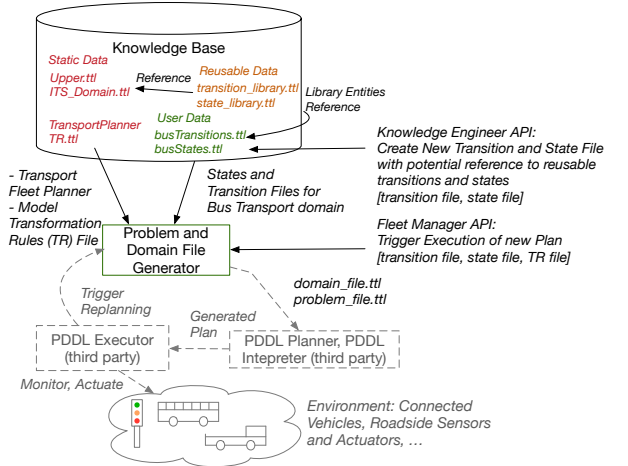 Knowledge Base
Static Data
Upper.ttl
ITS_Domain.ttl
Reference
Reusable Data
transition_library.ttl
state_library.ttl
Library Entities
Reference
TransportPlanner
TR.ttl
User Data
busTransitions.ttl
busStates.ttl
Knowledge Engineer API:
Create New Transition and State File
with potential reference to reusable
transitions and states
[transition file, state file]
- Transport
Fleet Planner
- Model
Transformation
Rules (TR) File
States and
Transition Files for
Bus Transport domain
Fleet Manager API:
Trigger Execution of new Plan
[transition file, state file, TR file]
Problem and
Domain File
Generator
domain_file.ttl
problem_file.ttl
Trigger
Replanning
Generated
Plan
PDDL Executor
(third party)
PDDL Planner, PDDL
Intepreter (third party)
Monitor, Actuate
Environment: Connected
Vehicles, Roadside Sensors
and Actuators, ...